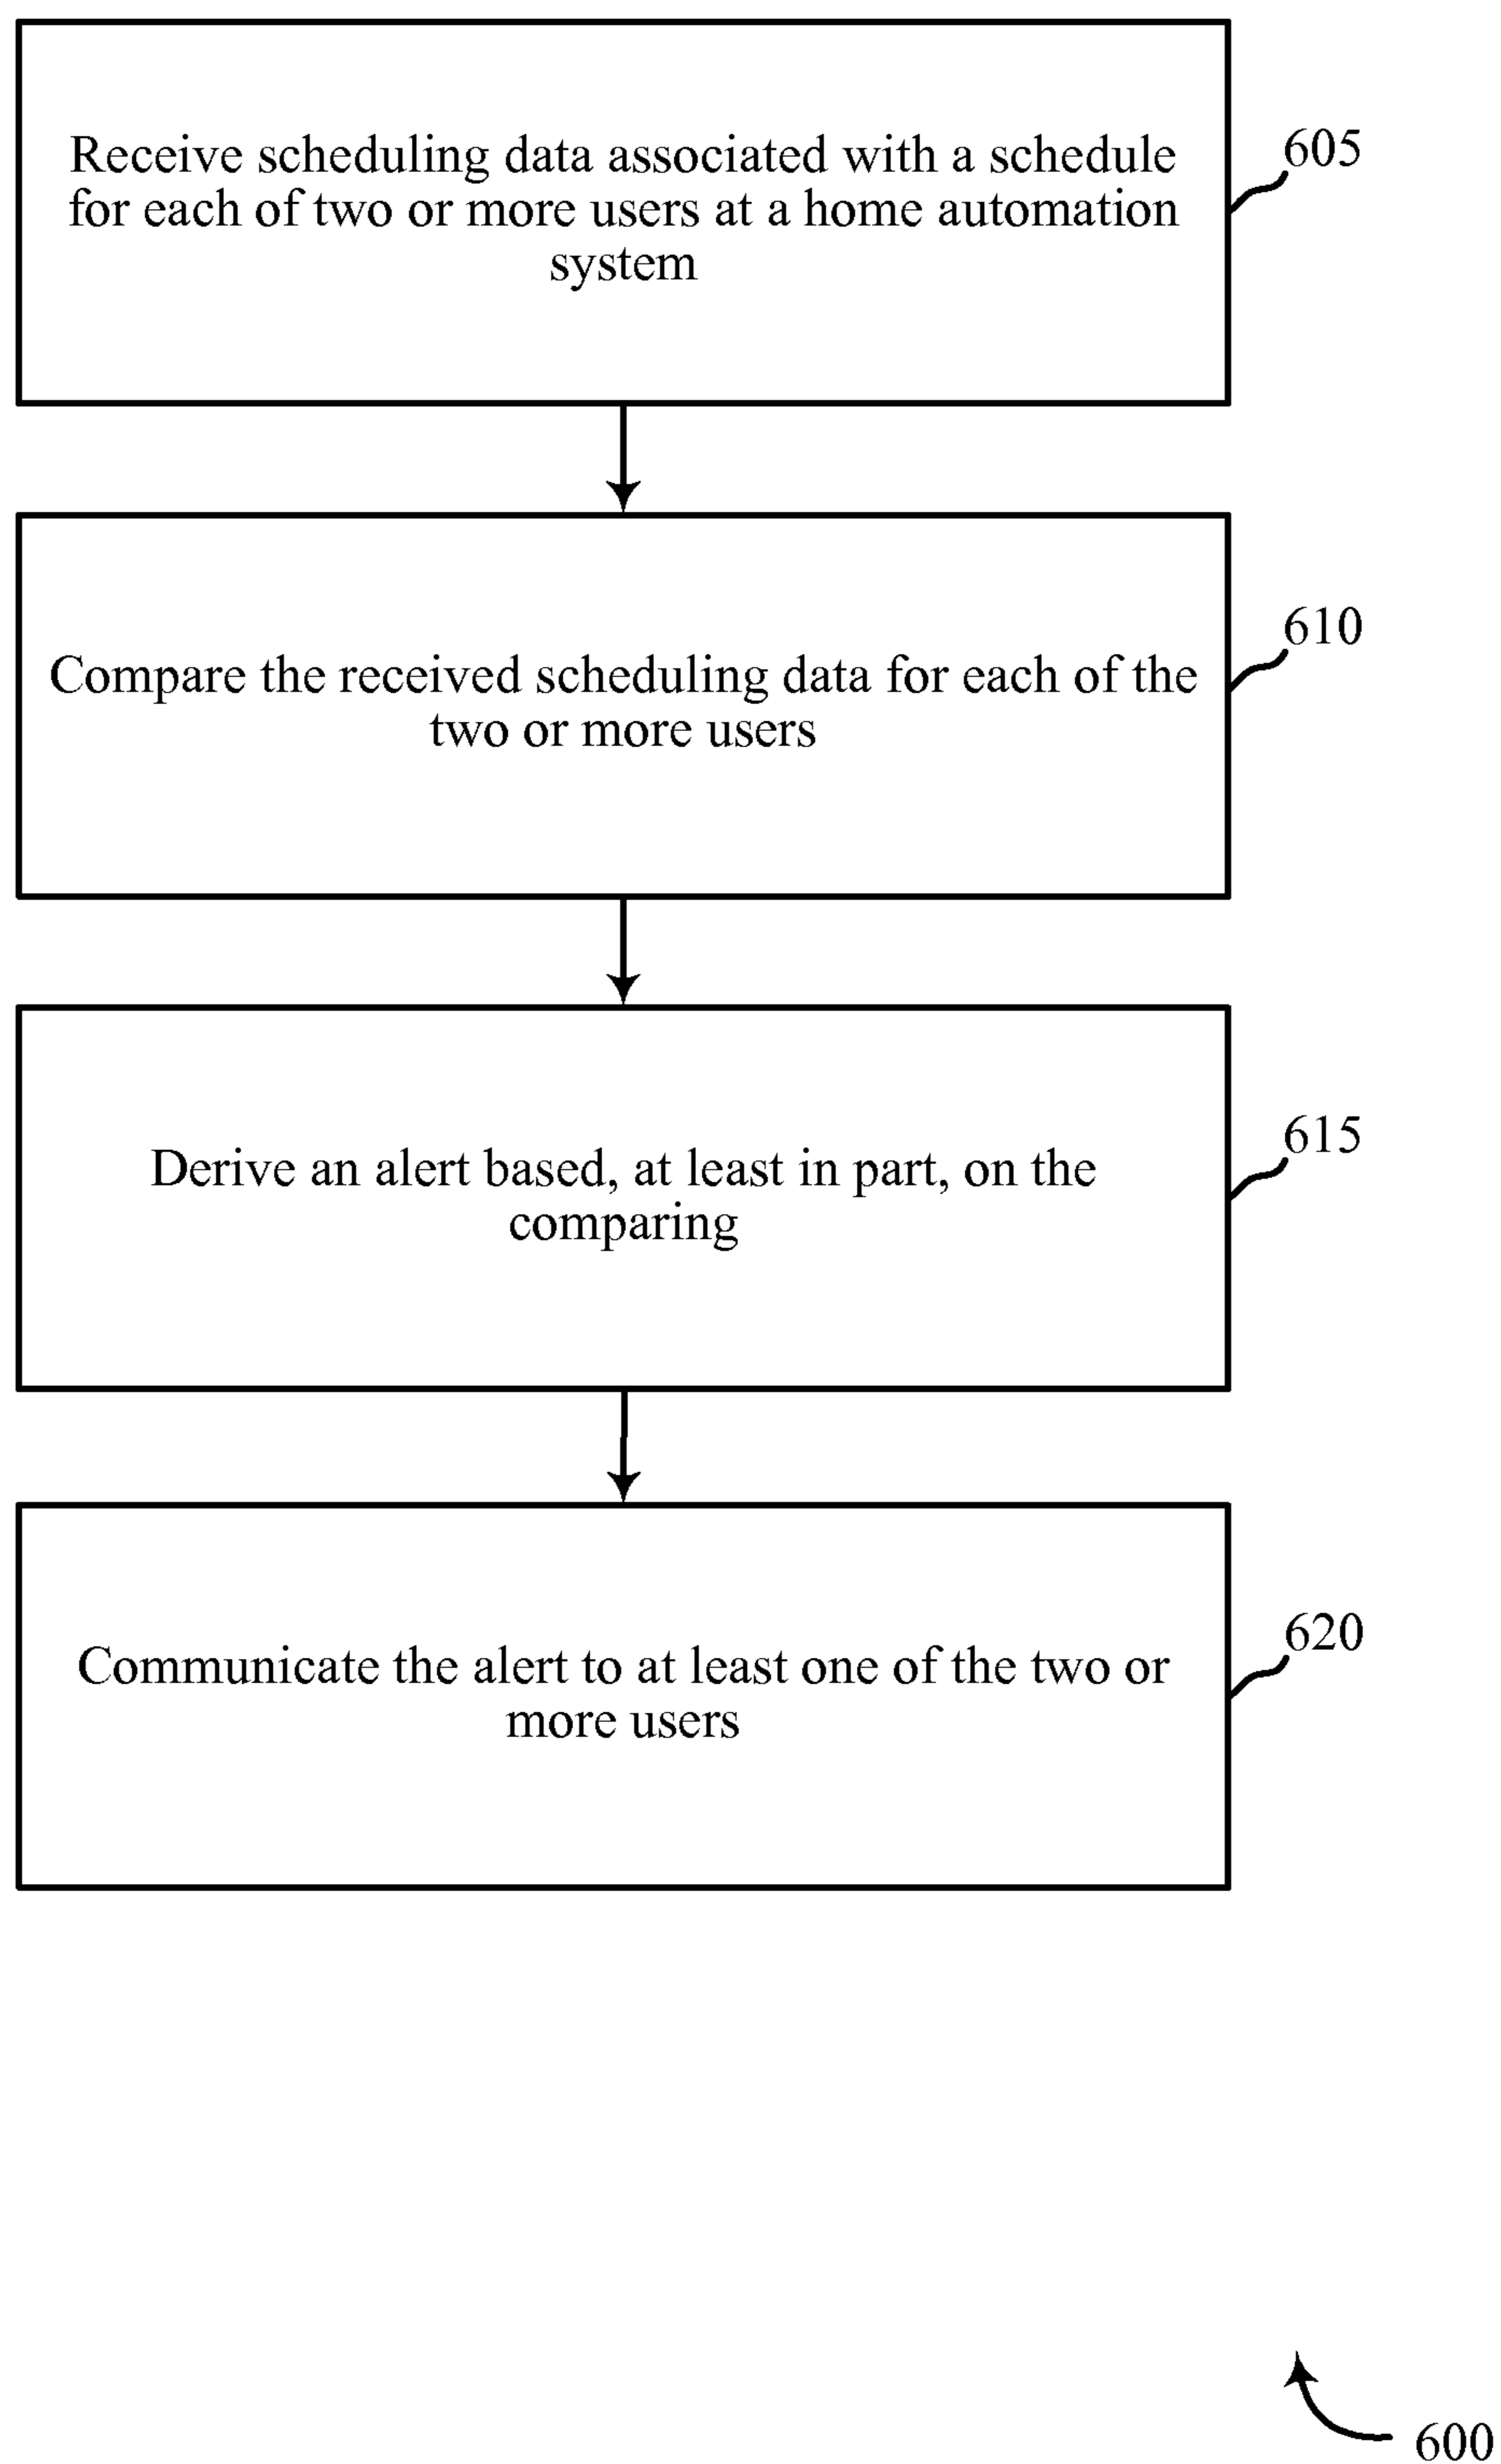 Receive scheduling data associated with a schedule
for each of two or more users at a home automation
system
605
Compare the received scheduling data for each of the
two or more users
610
Derive an alert based, at least in part, on the
comparing
615
Communicate the alert to at least one of the two or
more users
620
600